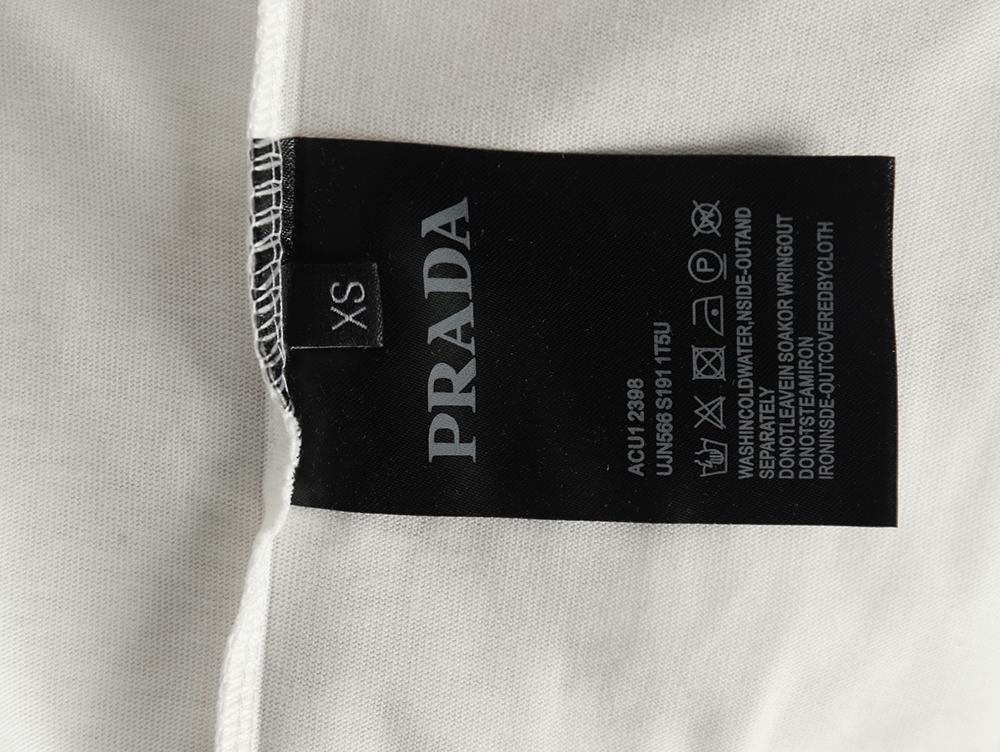 XS
PRADA
ACU1 2398
UJN566 S191 1T5U
P
WASHINCOLDWATER,NSIDE-OUTAND
SEPARATELY
DONOTLEAVEIN SOAKOR WRINGOUT
DONOTSTEAMIRON
IRONINSDE-OUTCOVEREDBYCLOTH